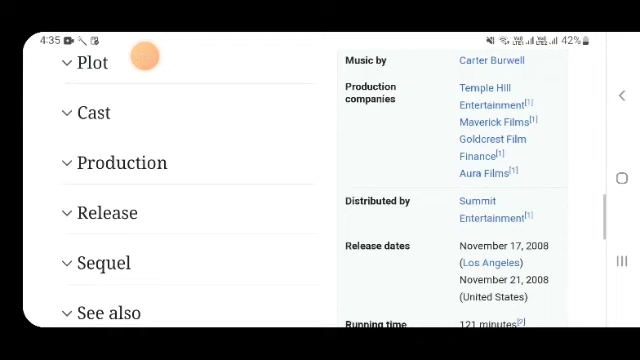 4:35
42%
Plot
Cast
Production
Release
Sequel
See also
Music by Carter Burwell
Production companies
Temple Hill
Entertainment[1]
Maverick Films[1]
Goldcrest Film
Finance[1]
Aura Films[1]
Distributed by
Summit
Entertainment[1]
Release dates
November 17, 2008
(Los Angeles)
November 21, 2008
(United States)
Running time 121 minutes[2]